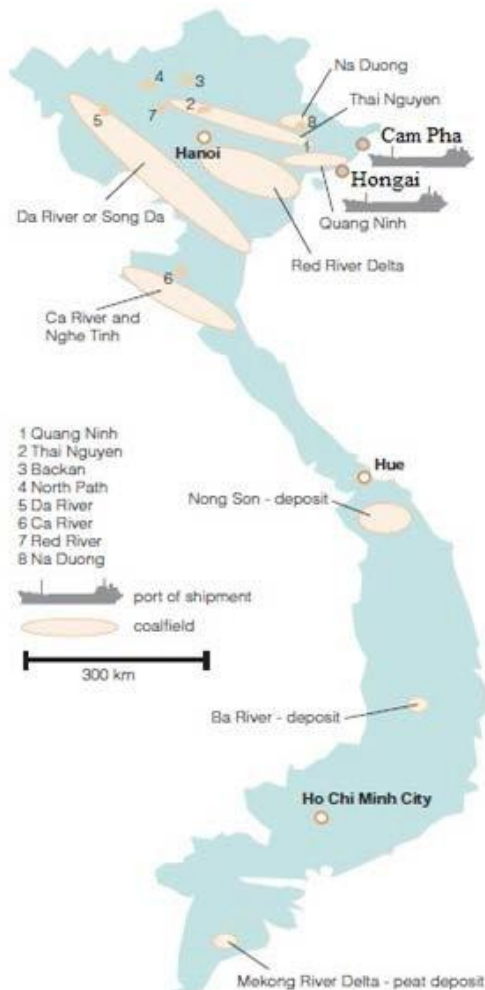 4
3
Na Duong
Thai Nguyen
5
7
2
8
1
Cam Pha
Hanoi
Hongai
Da River or Song Da
Quang Ninh
Red River Delta
6
Ca River and
Nghe Tinh
1 Quang Ninh
2 Thai Nguyen
3 Backan
4 North Path
5 Da River
6 Ca River
7 Red River
8 Na Duong
port of shipment
coalfield
300 km
Hue
Nong Son - deposit
Ba River - deposit
Ho Chi Minh City
Mekong River Delta - peat deposit